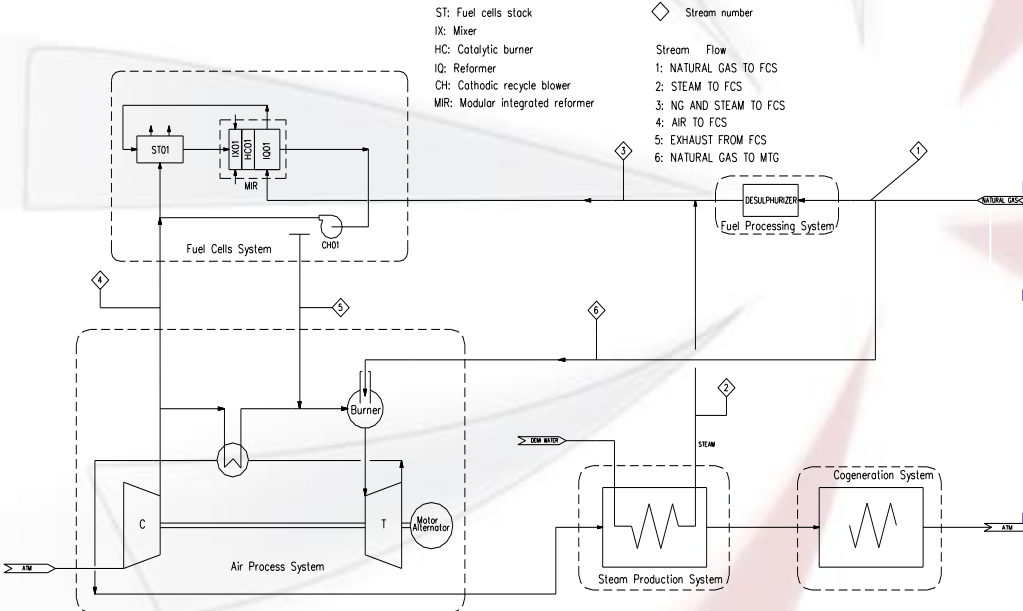 ST: Fuel cells stack
IX: Mixer
HC: Catalytic burner
IQ: Reformer
CH: Cathodic recycle blower
MIR: Modular integrated reformer
Stream number
Stream Flow
1: NATURAL GAS TO FCS
2: STEAM TO FCS
3: NG AND STEAM TO FCS
4: AIR TO FCS
5: EXHAUST FROM FCS
6: NATURAL GAS TO MTG
ST01
IX01
HC01
IQ01
MIR
CH01
Fuel Cells System
3
1
DESULPHURIZER
NATURAL GAS
Fuel Processing System
4
5
6
2
Burner
DEMI WATER
STEAM
C
T
Motor
Alternator
ATM
Air Process System
Steam Production System
Cogeneration System
ATM